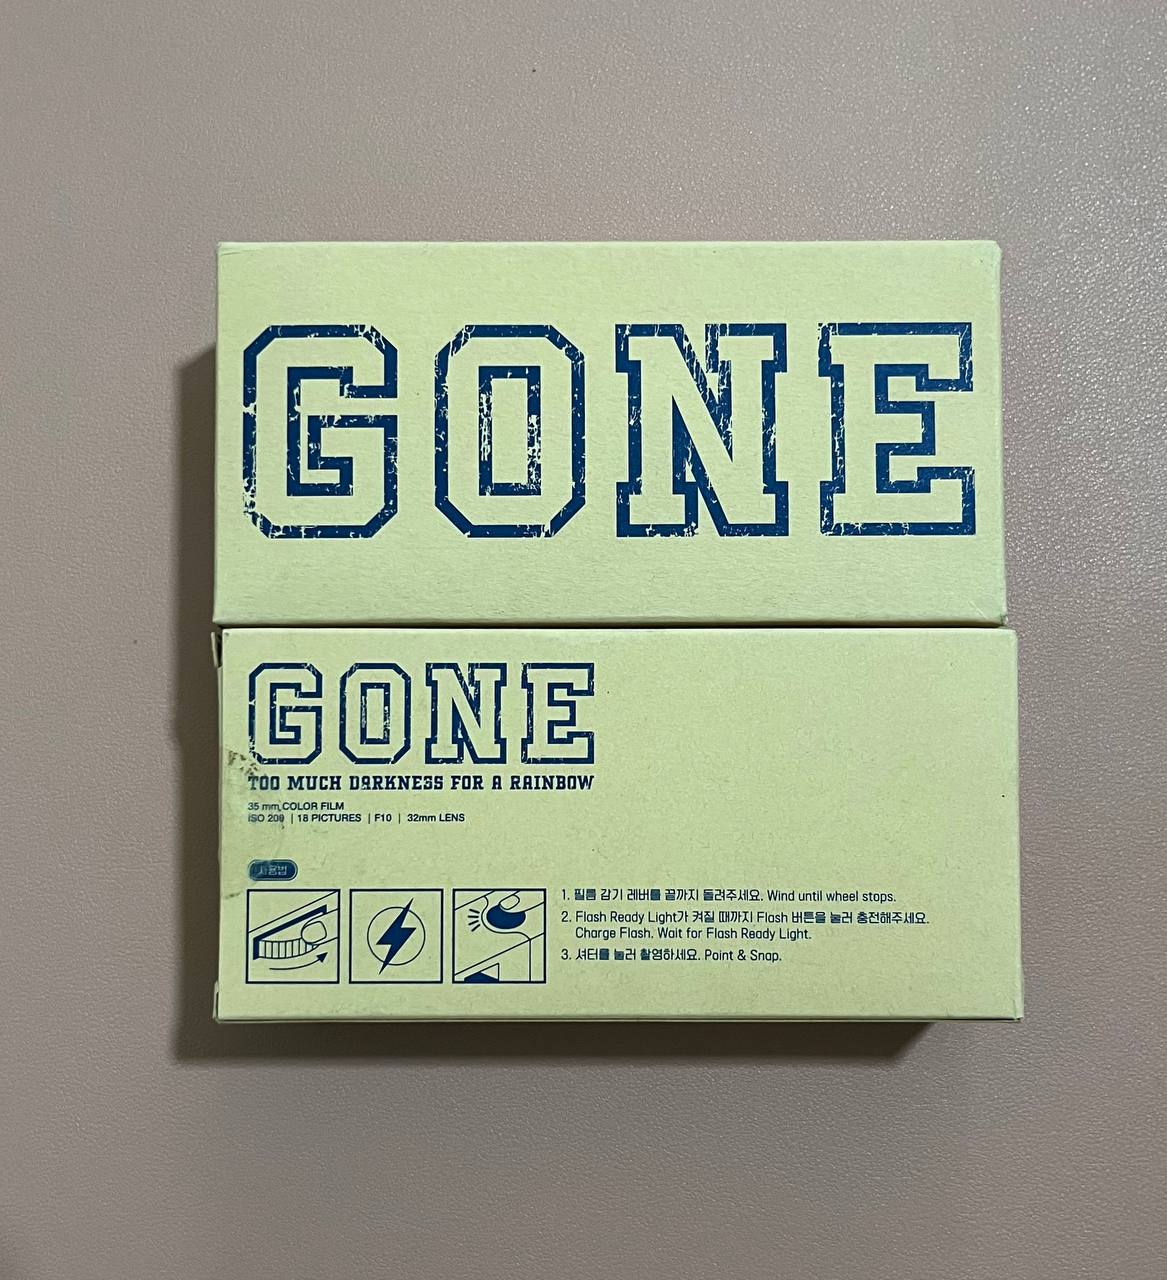 GONE
GONE
TOO MUCH DARKNESS FOR A RAINBOW
35 mm COLOR FILM
ISO 200 | 18 PICTURES | F10 | 32mm LENS
사용법
1. 필름 감기 레버를 끝까지 돌려주세요. Wind until wheel stops.
2. Flash Ready Light가 켜질 때까지 Flash 버튼을 눌러 충전해주세요.
Charge Flash. Wait for Flash Ready Light.
3. 셔터를 눌러 촬영하세요. Point & Snap.